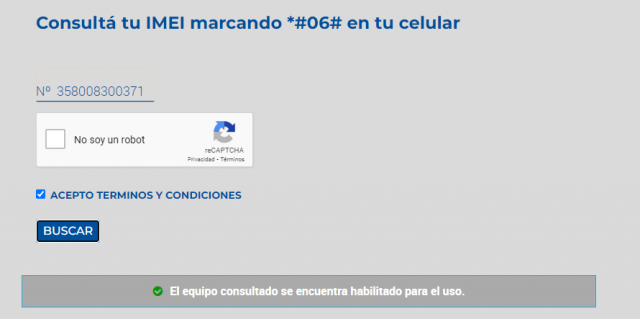 Consultá tu IMEI marcando *#06# en tu celular
Nº 358008300371
No soy un robot
reCAPTCHA
Privacidad - Términos
ACEPTO TERMINOS Y CONDICIONES
BUSCAR
El equipo consultado se encuentra habilitado para el uso.